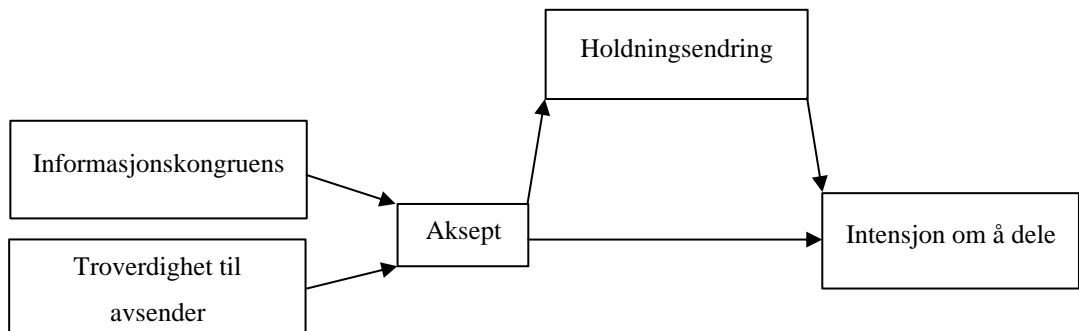 Holdningsendring
Informasjonskongruens
Aksept
Intensjon om å dele
Troverdighet til
avsender